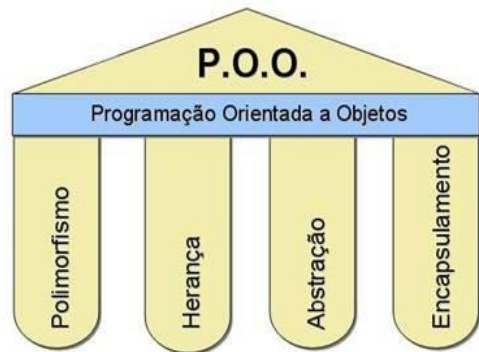 P.O.O.
Programação Orientada a Objetos
Polimorfismo
Herança
Abstração
Encapsulamento